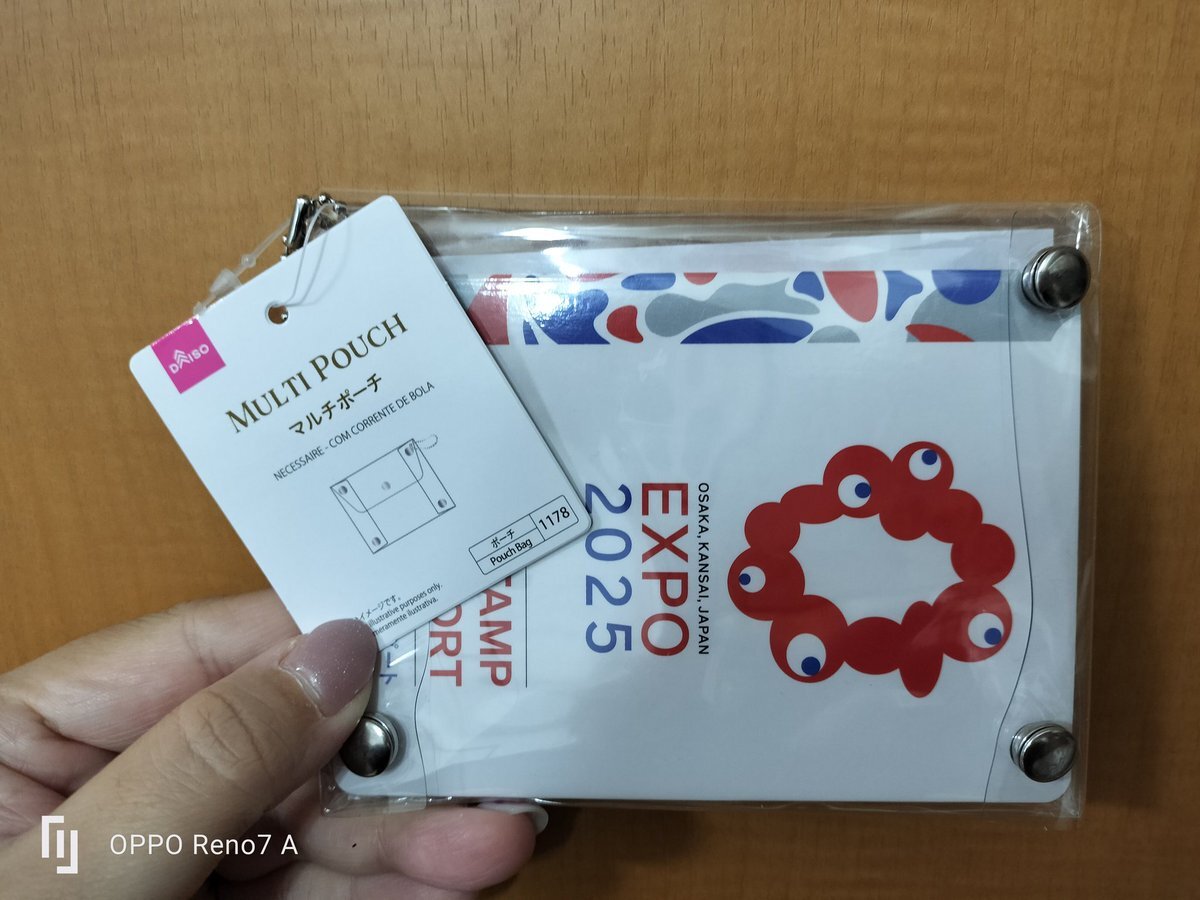 DAISO
MULTI POUCH
マルチポーチ
NECESSAIRE - COM CORRENTE DE BOLA
ポーチ
Pouch Bag
1178
イメージです。
illustrative purposes only.
meramente ilustrativa.
OSAKA, KANSAI, JAPAN
EXPO
2025
TAMP
ORT
OPPO Reno7 A